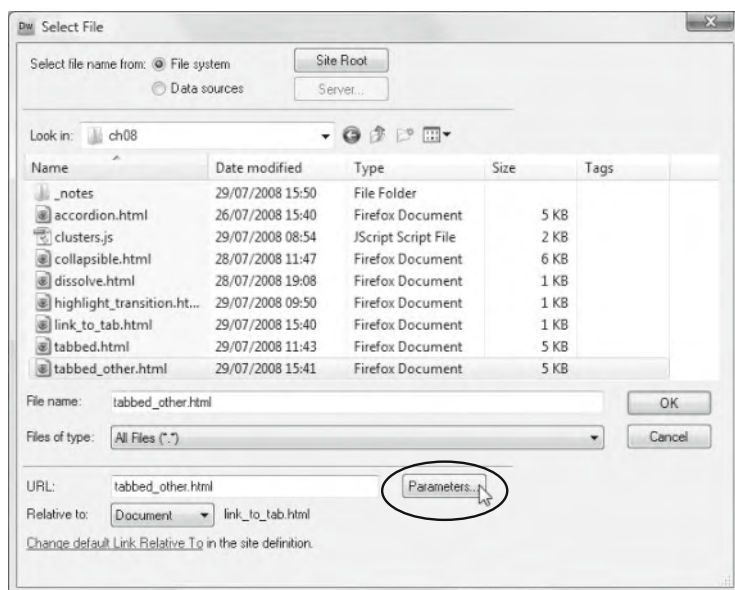 Dw Select File
Select file name from: File system Site Root
Data sources Server...
Look in: ch08
Name Date modified Type Size Tags
_notes 29/07/2008 15:50 File Folder
accordion.html 26/07/2008 15:40 Firefox Document 5 KB
clusters.js 29/07/2008 08:54 JScript Script File 2 KB
collapsible.html 28/07/2008 11:47 Firefox Document 6 KB
dissolve.html 28/07/2008 19:08 Firefox Document 1 KB
highlight_transition.ht... 29/07/2008 09:50 Firefox Document 1 KB
link_to_tab.html 29/07/2008 15:40 Firefox Document 1 KB
tabbed.html 29/07/2008 11:43 Firefox Document 5 KB
tabbed_other.html 29/07/2008 15:41 Firefox Document 5 KB
File name: tabbed_other.html OK
Files of type: All Files (*.*) Cancel
URL: tabbed_other.html Parameters...
Relative to: Document link_to_tab.html
Change default Link Relative To in the site definition.